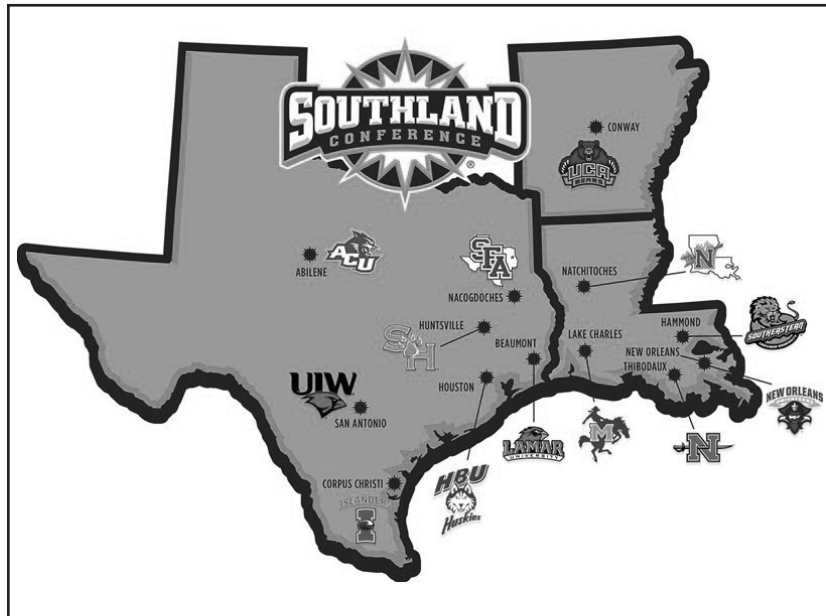 SOUTHLAND
CONFERENCE
®
CONWAY
UCA
BEARS
ACU
ABILENE
SFA
NACOGDOCHES
NATCHITOCHES
N
HUNTSVILLE
SH
BEAUMONT
LAKE CHARLES
HAMMOND
SOUTHEASTERN
NEW ORLEANS
THIBODAUX
HOUSTON
UIW
SAN ANTONIO
NEW ORLEANS
LAMAR
UNIVERSITY
M
N
CORPUS CHRISTI
ISLANDERS
I
HBU
Huskies